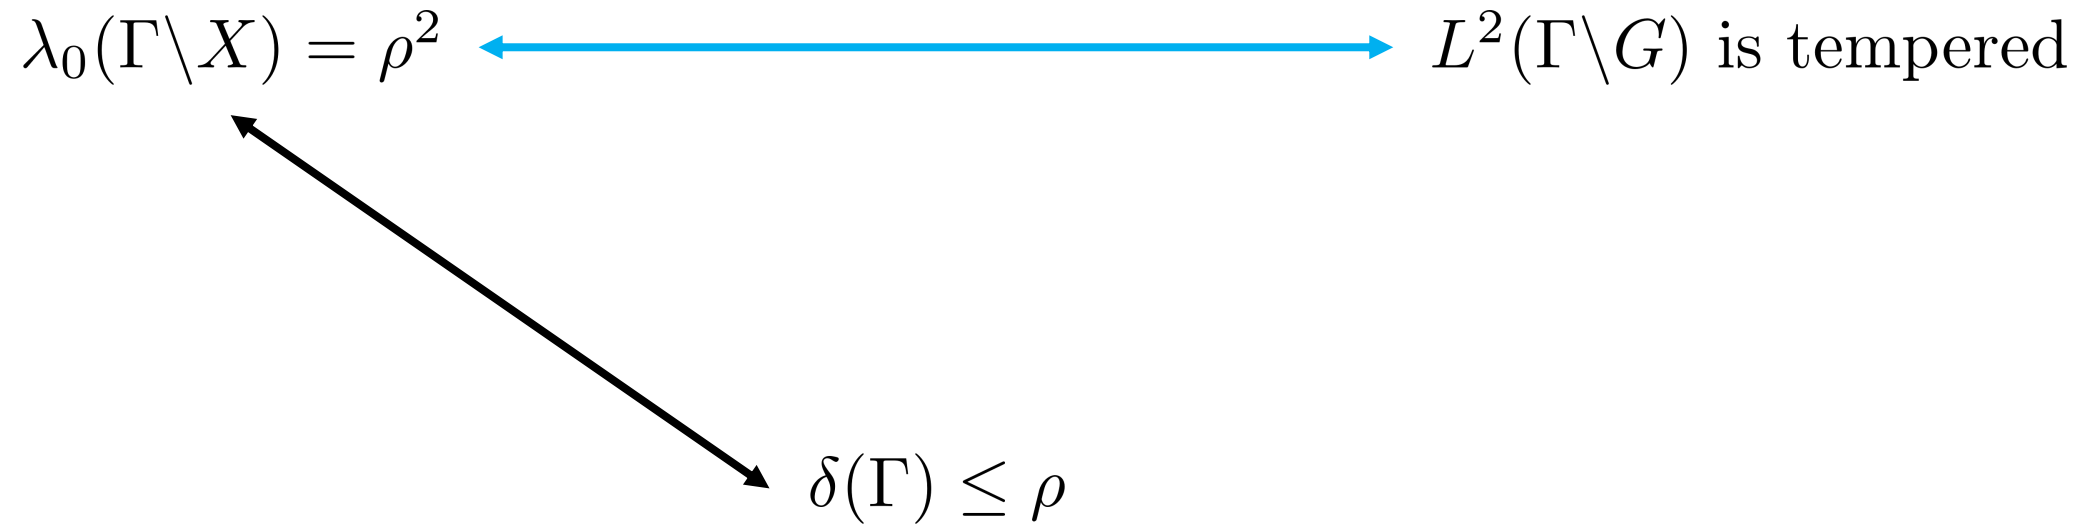 λ₀(Γ\X) = ρ² L²(Γ\G) is tempered
δ(Γ) ≤ ρ